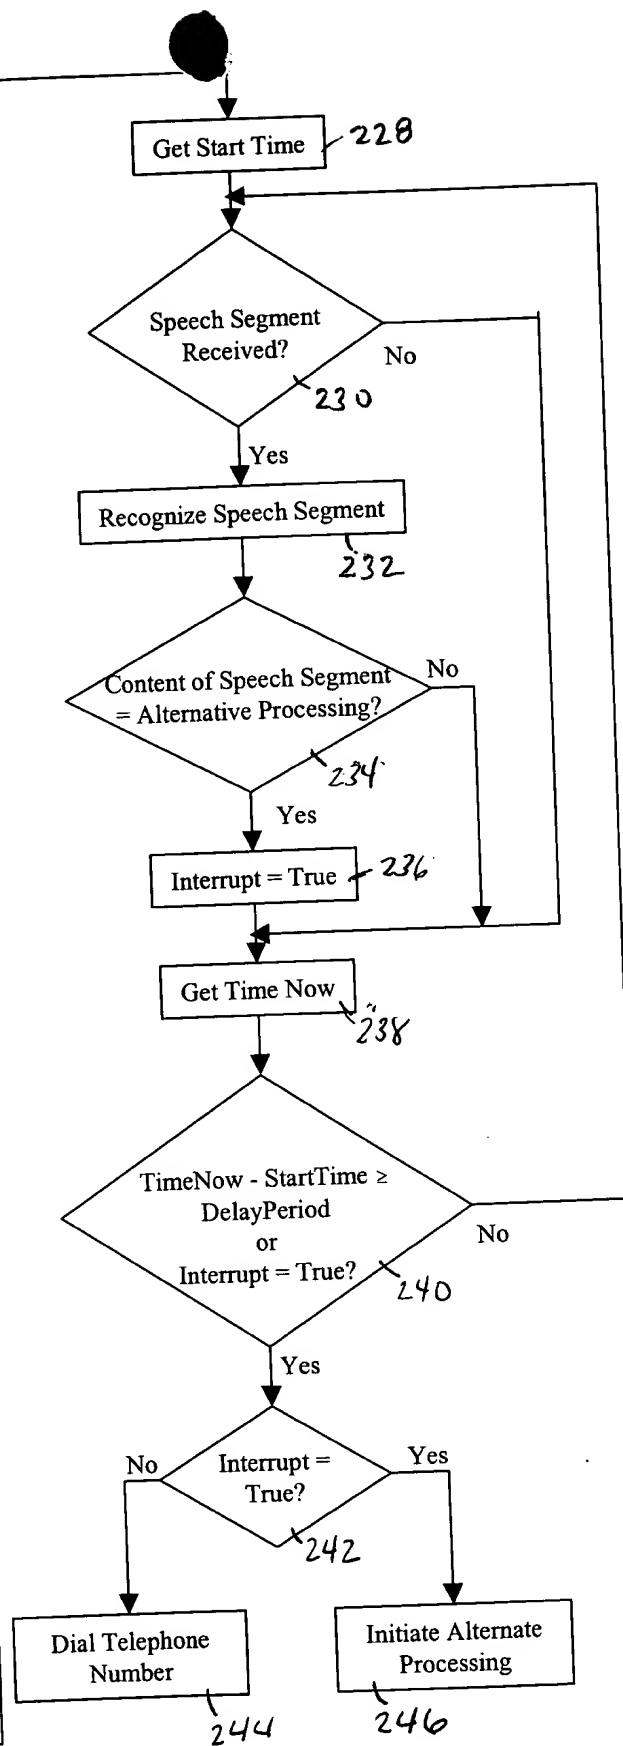 Get Start Time
228
Speech Segment
Received?
No
230
Yes
Recognize Speech Segment
232
Content of Speech Segment
= Alternative Processing?
No
234
Yes
Interrupt = True
236
Get Time Now
238
TimeNow - StartTime ≥
DelayPeriod
or
Interrupt = True?
No
240
Yes
Interrupt =
True?
No
Yes
242
Dial Telephone
Number
244
Initiate Alternate
Processing
246